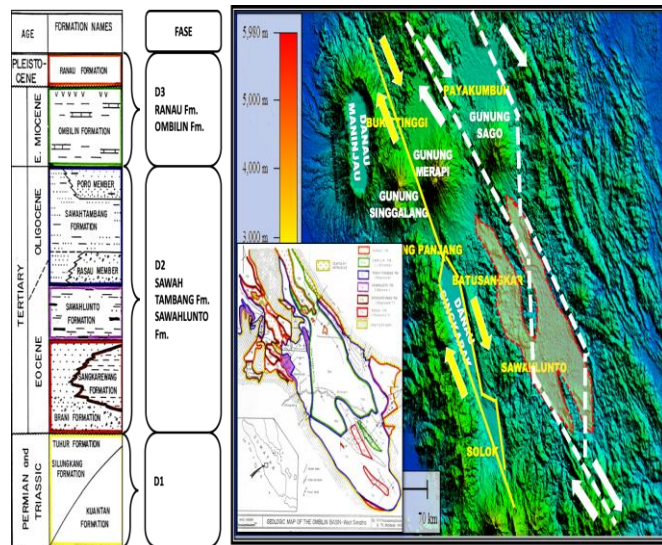 AGE
FORMATION NAMES
FASE
PLEISTO-
CENE
RANAU FORMATION
E. MIOCENE
OMBILIN FORMATION
D3
RANAU Fm.
OMBILIN Fm.
TERTIARY
OLIGOCENE
PORO MEMBER
SAWAHTAMBANG
FORMATION
RASAU MEMBER
EOCENE
SAWAHLUNTO
FORMATION
SANGKAREWANG
FORMATION
BRANI FORMATION
D2
SAWAH
TAMBANG Fm.
SAWAHLUNTO
Fm.
PERMIAN and
TRIASSIC
TUHUR FORMATION
SILUNGKANG
FORMATION
KUANTAN
FORMATION
D1
5,980 m
5,000 m
4,000 m
3,000 m
PAYAKUMBUH
BUKITTINGGI
DANAU
MANINJAU
GUNUNG
SAGO
GUNUNG
MERAPI
GUNUNG
SINGGALANG
NG PANJANG
BATUSANGKAR
DANAU
SINGKARAK
SAWAHLUNTO
SOLOK
70 km
GEOLOGIC MAP OF THE OMBILIN BASIN - West Sumatra